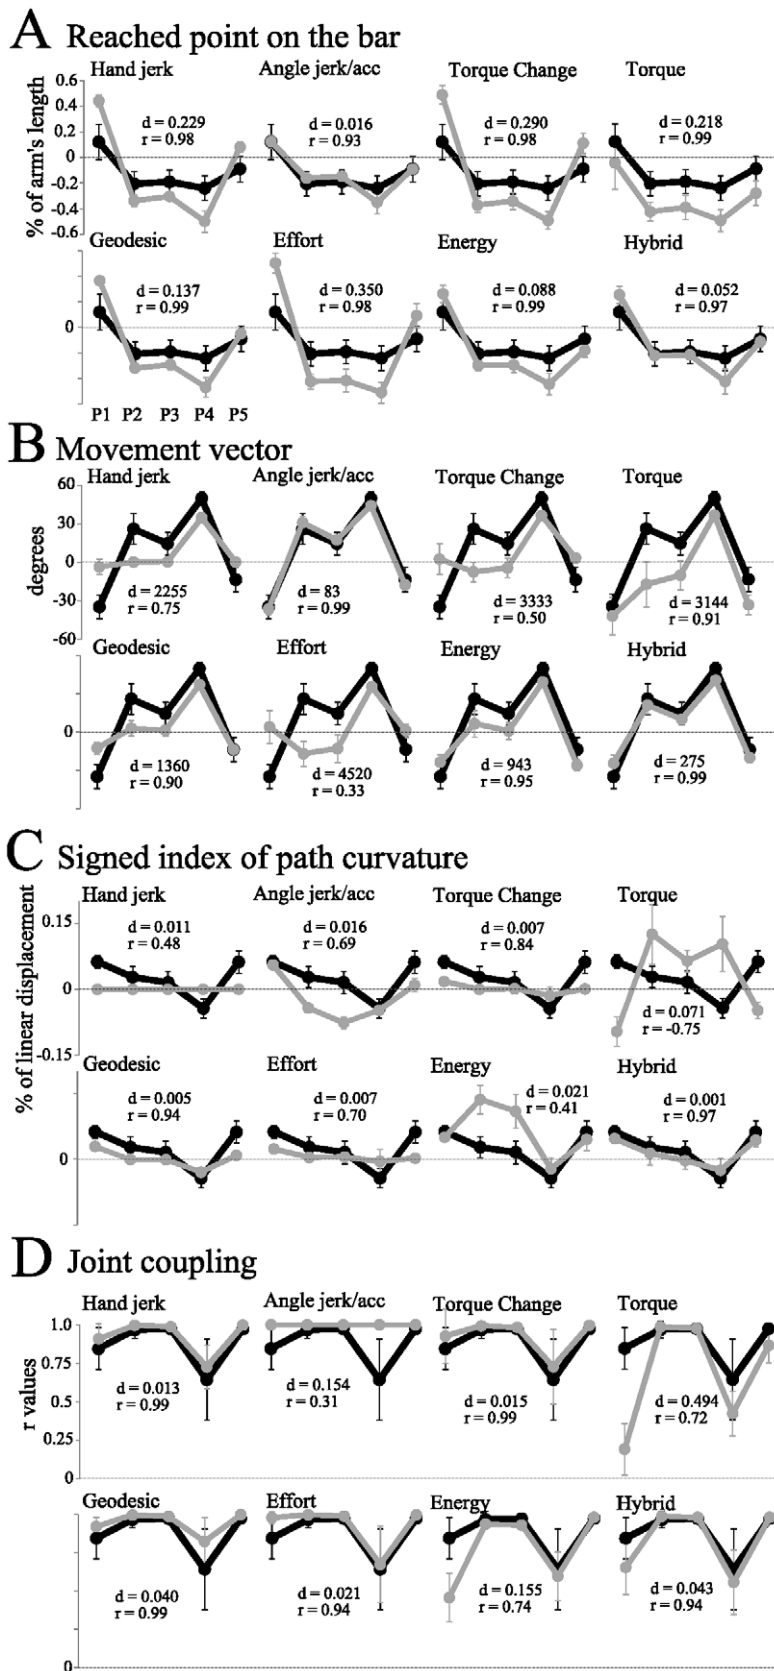 A Reached point on the bar
Hand jerk Angle jerk/acc Torque Change Torque
% of arm's length
0.6
0.4
0.2
0
-0.2
-0.4
-0.6
d = 0.229 d = 0.016 d = 0.290 d = 0.218
r = 0.98 r = 0.93 r = 0.98 r = 0.99
Geodesic Effort Energy Hybrid
d = 0.137 d = 0.350 d = 0.088 d = 0.052
r = 0.99 r = 0.98 r = 0.99 r = 0.97
0
P1 P2 P3 P4 P5
B Movement vector
Hand jerk Angle jerk/acc Torque Change Torque
degrees
60
30
0
-30
-60
d = 2255 d = 83 d = 3333 d = 3144
r = 0.75 r = 0.99 r = 0.50 r = 0.91
Geodesic Effort Energy Hybrid
0
d = 1360 d = 4520 d = 943 d = 275
r = 0.90 r = 0.33 r = 0.95 r = 0.99
C Signed index of path curvature
Hand jerk Angle jerk/acc Torque Change Torque
% of linear displacement
0.15
0
-0.15
d = 0.011 d = 0.016 d = 0.007 d = 0.071
r = 0.48 r = 0.69 r = 0.84 r = -0.75
Geodesic Effort Energy Hybrid
d = 0.005 d = 0.007 d = 0.021 d = 0.001
r = 0.94 r = 0.70 r = 0.41 r = 0.97
0
D Joint coupling
Hand jerk Angle jerk/acc Torque Change Torque
r values
1.0
0.75
0.5
0.25
0
d = 0.013 d = 0.154 d = 0.015 d = 0.494
r = 0.99 r = 0.31 r = 0.99 r = 0.72
Geodesic Effort Energy Hybrid
d = 0.040 d = 0.021 d = 0.155 d = 0.043
r = 0.99 r = 0.94 r = 0.74 r = 0.94
0